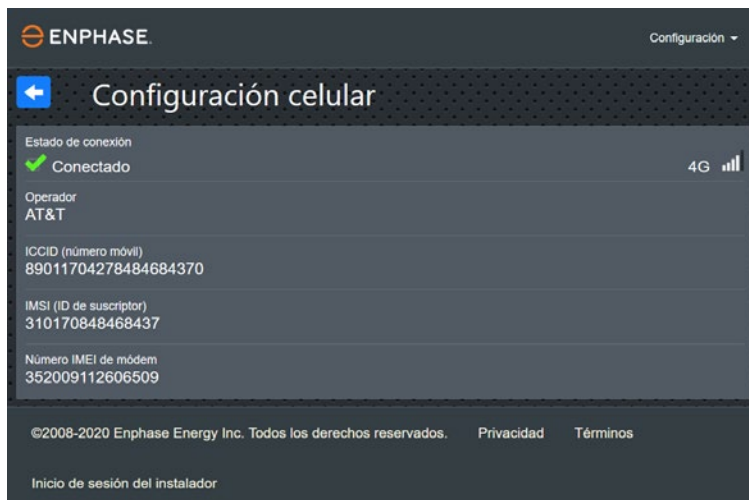 ENPHASE.
Configuración
Configuración celular
Estado de conexión
Conectado
4G
Operador
AT&T
ICCID (número móvil)
89011704278484684370
IMSI (ID de suscriptor)
310170848468437
Número IMEI de módem
352009112606509
©2008-2020 Enphase Energy Inc. Todos los derechos reservados. Privacidad Términos
Inicio de sesión del instalador